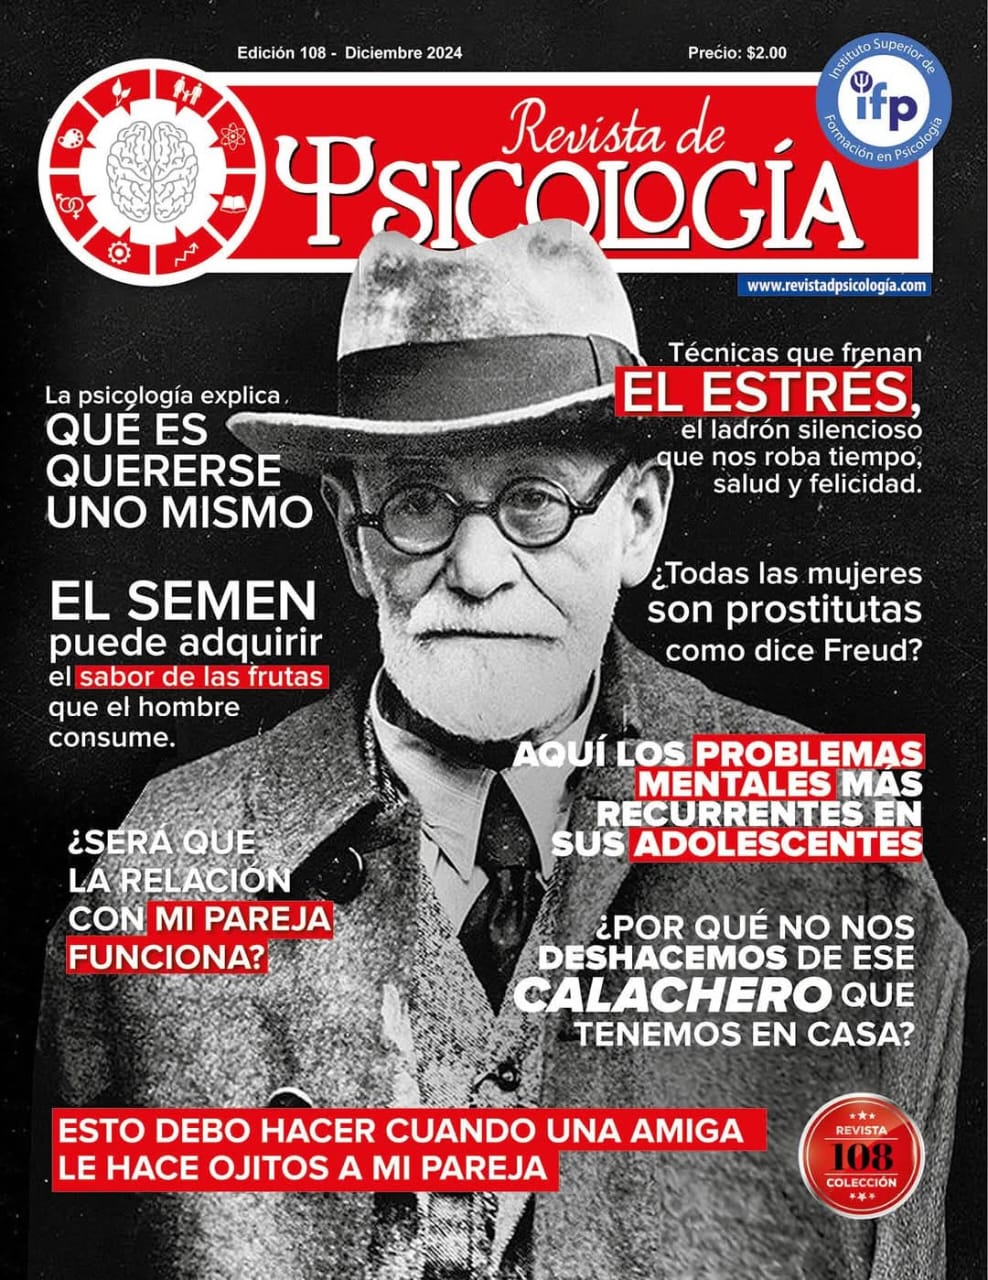 Edición 108 - Diciembre 2024
Precio: $2.00
Instituto Superior de
ifp
Formación en Psicología
Revista de
PSICOLOGÍA
www.revistadpsicología.com
La psicología explica
QUÉ ES
QUERERSE
UNO MISMO
Técnicas que frenan
EL ESTRÉS,
el ladrón silencioso
que nos roba tiempo,
salud y felicidad.
EL SEMEN
puede adquirir
el sabor de las frutas
que el hombre
consume.
¿Todas las mujeres
son prostitutas
como dice Freud?
AQUÍ LOS PROBLEMAS
MENTALES MÁS
RECURRENTES EN
SUS ADOLESCENTES
¿SERÁ QUE
LA RELACIÓN
CON MI PAREJA
FUNCIONA?
¿POR QUÉ NO NOS
DESHACEMOS DE ESE
CALACHERO QUE
TENEMOS EN CASA?
ESTO DEBO HACER CUANDO UNA AMIGA
LE HACE OJITOS A MI PAREJA
REVISTA
108
COLECCIÓN